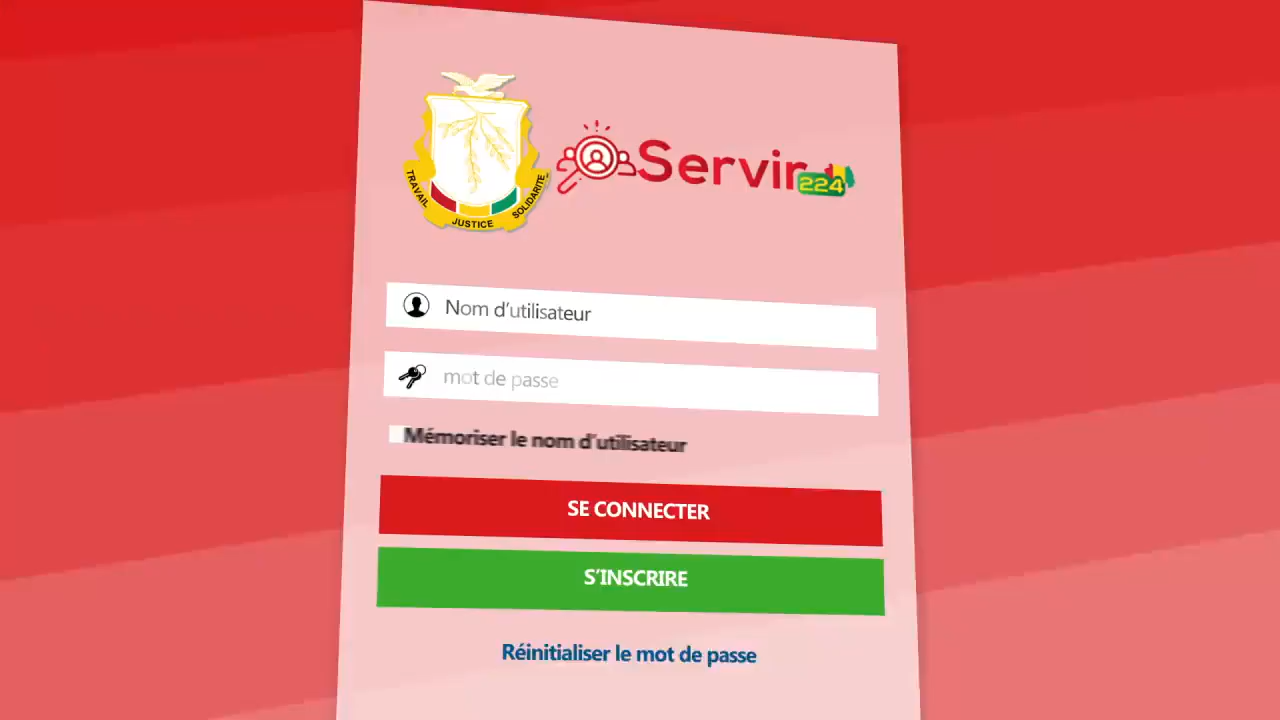 TRAVAIL JUSTICE SOLIDARITE
Servir 224
Nom d'utilisateur
mot de passe
Mémoriser le nom d'utilisateur
SE CONNECTER
S'INSCRIRE
Réinitialiser le mot de passe